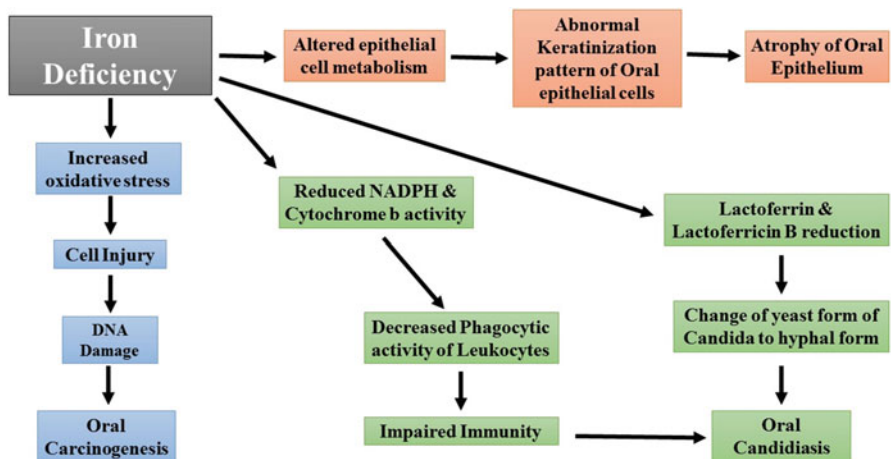 Iron
Deficiency
Altered epithelial
cell metabolism
Abnormal
Keratinization
pattern of Oral
epithelial cells
Atrophy of Oral
Epithelium
Increased
oxidative stress
Cell Injury
DNA
Damage
Oral
Carcinogenesis
Reduced NADPH &
Cytochrome b activity
Decreased Phagocytic
activity of Leukocytes
Impaired Immunity
Lactoferrin &
Lactoferricin B reduction
Change of yeast form of
Candida to hyphal form
Oral
Candidiasis